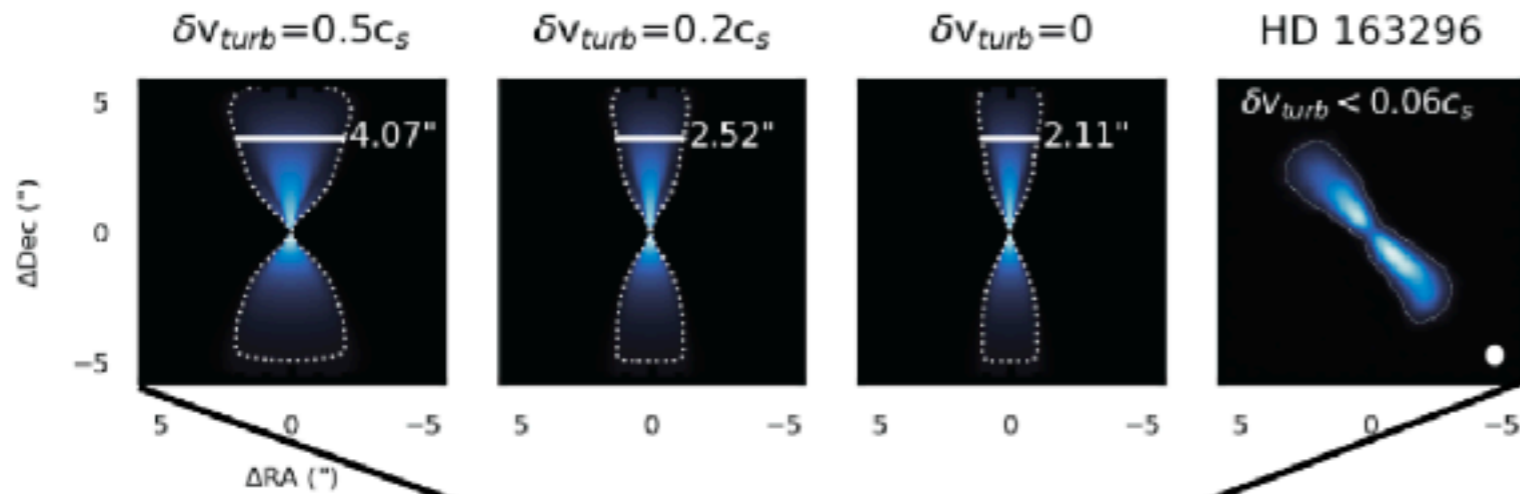 δv_turb=0.5c_s δv_turb=0.2c_s δv_turb=0 HD 163296
5 4.07" 2.52" 2.11" δv_turb < 0.06c_s
0
−5
ΔDec (")
5 0 −5 5 0 −5 5 0 −5 5 0 −5
ΔRA (")